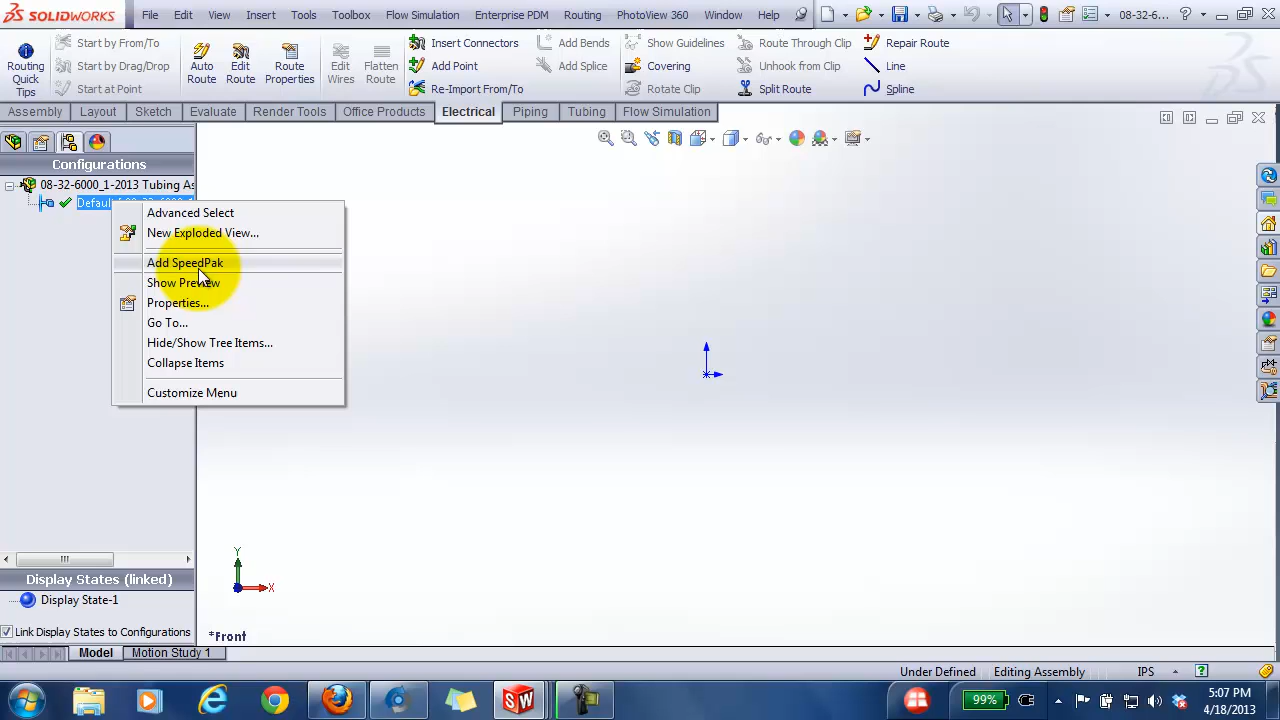 SOLIDWORKS File Edit View Insert Tools Toolbox Flow Simulation Enterprise PDM Routing PhotoView 360 Window Help 08-32-6... ?
Routing Quick Tips
Start by From/To
Start by Drag/Drop
Start at Point
Auto Route
Edit Route
Route Properties
Edit Wires
Flatten Route
Insert Connectors
Add Point
Re-Import From/To
Add Bends
Add Splice
Show Guidelines
Covering
Rotate Clip
Route Through Clip
Unhook from Clip
Split Route
Repair Route
Line
Spline
Assembly Layout Sketch Evaluate Render Tools Office Products Electrical Piping Tubing Flow Simulation
Configurations
08-32-6000_1-2013 Tubing As
Advanced Select
New Exploded View...
Add SpeedPak
Show Preview
Properties...
Go To...
Hide/Show Tree Items...
Collapse Items
Customize Menu
Y
X
*Front
Display States (linked)
Display State-1
Link Display States to Configurations
Model Motion Study 1
Under Defined Editing Assembly IPS ?
SW 99% 5:07 PM
4/18/2013